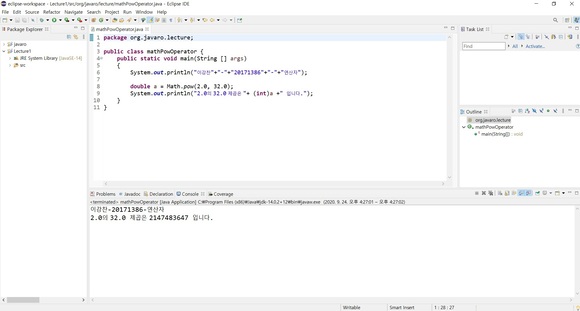 eclipse-workspace - Lecture1/src/org/javaro/lecture/mathPowOperator.java - Eclipse IDE
File Edit Source Refactor Navigate Search Project Run Window Help
Package Explorer
javaro
Lecture1
JRE System Library [JavaSE-14]
src
mathPowOperator.java
1 package org.javaro.lecture;
2
3 public class mathPowOperator {
4 public static void main(String [] args)
5 {
6 System.out.println("이강찬"+"-"+"20171386"+"-"+"연산자");
7
8 double a = Math.pow(2.0, 32.0);
9 System.out.println("2.0의 32.0 제곱은 "+ (int)a +" 입니다.");
10 }
11 }
Task List
Find All Activate...
Outline
org.javaro.lecture
mathPowOperator
main(String[]) : void
Problems Javadoc Declaration Console Coverage
<terminated> mathPowOperator [Java Application] C:\Program Files (x86)\Java\jdk-14.0.2+12\bin\javaw.exe (2020. 9. 24. 오후 4:27:01 – 오후 4:27:02)
이강찬-20171386-연산자
2.0의 32.0 제곱은 2147483647 입니다.
Writable Smart Insert 1 : 28 : 27